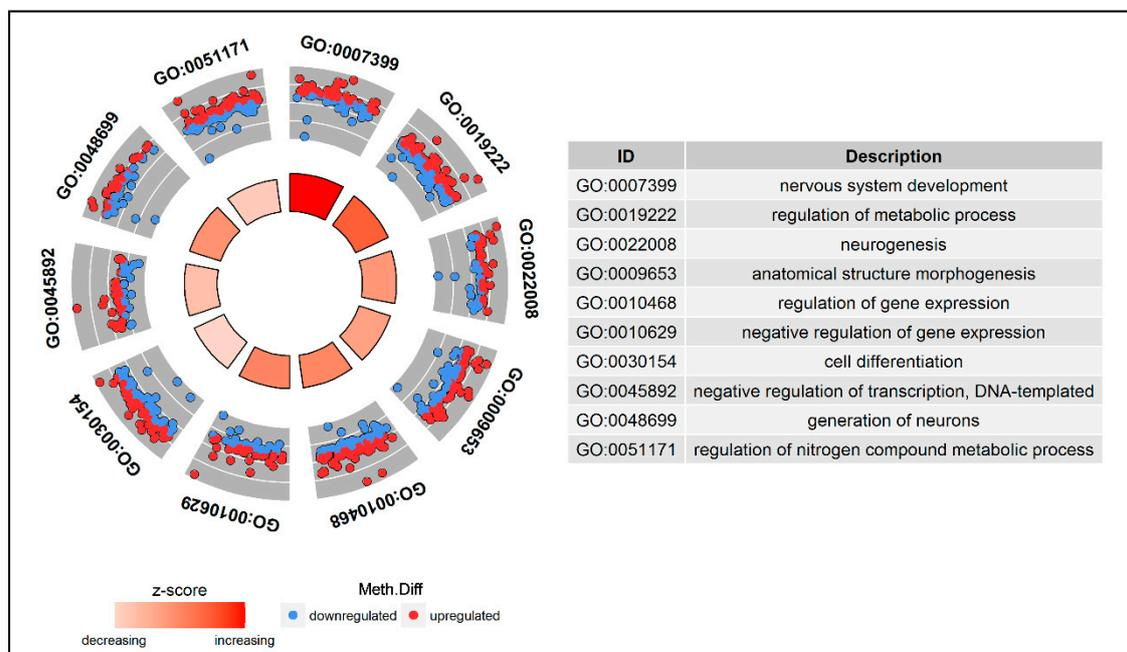 GO:0051171
GO:0007399
GO:0048699
GO:0019222
GO:0045892
GO:0022008
GO:0030154
GO:0009653
GO:0010629
GO:0010468
z-score
decreasing increasing
Meth.Diff
downregulated upregulated
ID Description
GO:0007399 nervous system development
GO:0019222 regulation of metabolic process
GO:0022008 neurogenesis
GO:0009653 anatomical structure morphogenesis
GO:0010468 regulation of gene expression
GO:0010629 negative regulation of gene expression
GO:0030154 cell differentiation
GO:0045892 negative regulation of transcription, DNA-templated
GO:0048699 generation of neurons
GO:0051171 regulation of nitrogen compound metabolic process